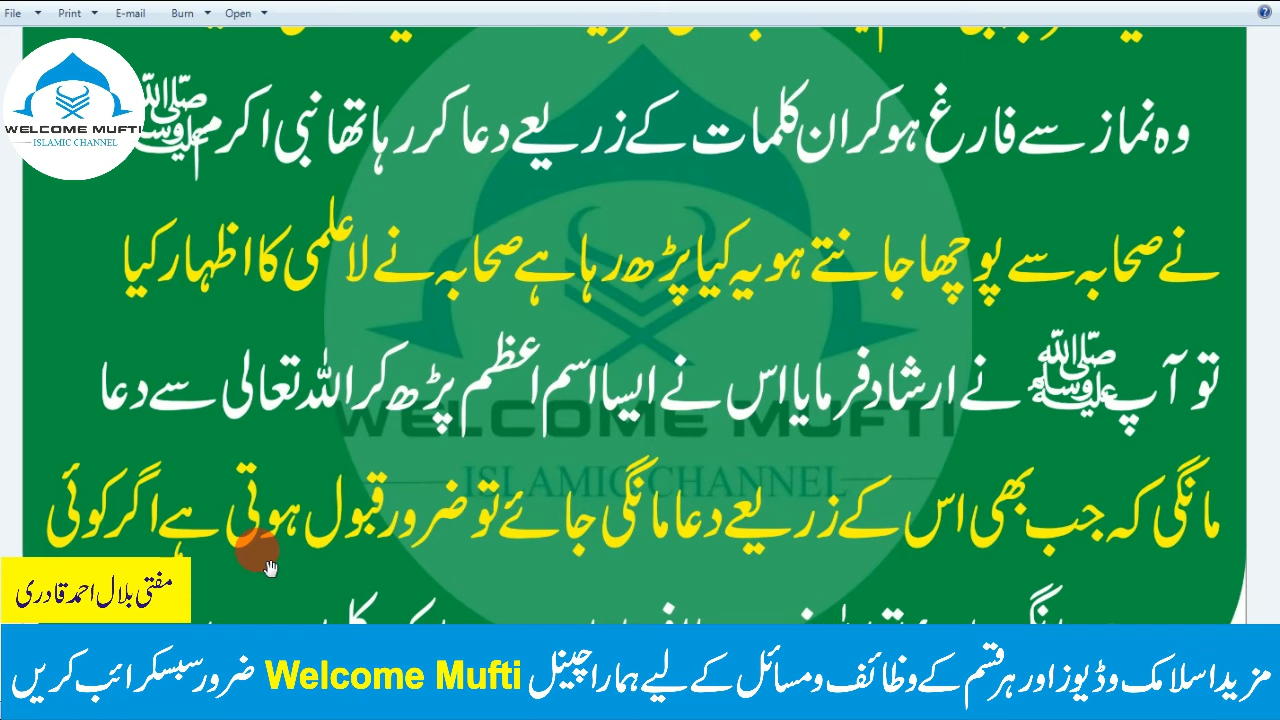 File Print E-mail Burn Open
WELCOME MUFTI
ISLAMIC CHANNEL
وہ نماز سے فارغ ہو کر ان کلمات کے زریعے دعا کر رہا تھا نبی اکرم ﷺ
نے صحابہ سے پوچھا جانتے ہو یہ کیا پڑھ رہا ہے صحابہ نے لاعلمی کا اظہار کیا
تو آپ ﷺ نے ارشاد فرمایا اس نے ایسا اسم اعظم پڑھ کر اللہ تعالی سے دعا
WELCOME MUFTI
ISLAMIC CHANNEL
مانگی کہ جب بھی اس کے زریعے دعا مانگی جائے تو ضرور قبول ہوتی ہے اگر کوئی
مفتی بلال احمد قادری
مزید اسلامک وڈیوز اور ہر قسم کے وظائف و مسائل کے لیے ہمارا چینل Welcome Mufti ضرور سبسکرائب کریں